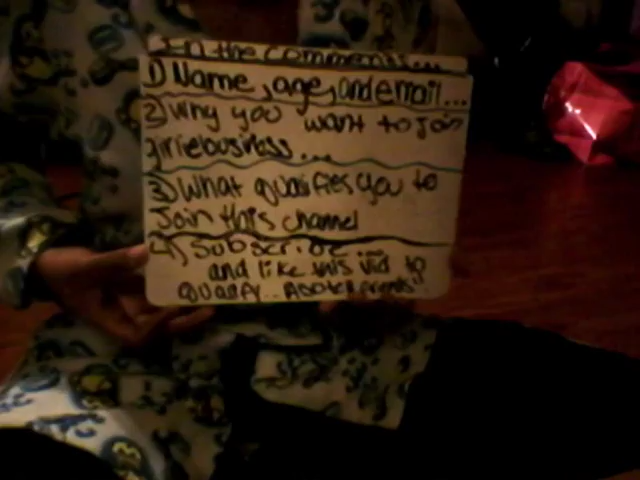 In the comments...
1) Name, age, and email...
2) Why you want to join
girliebusiness...
3) What qualifies you to
Join this channel
4) Subscribe...
and like this vid to
Qualify...